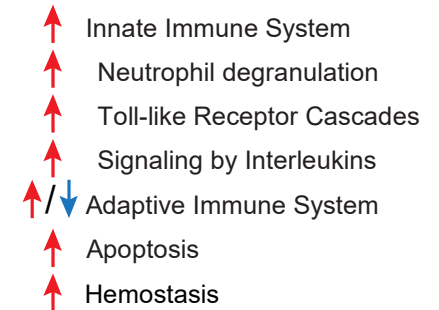 Innate Immune System
Neutrophil degranulation
Toll-like Receptor Cascades
Signaling by Interleukins
/ Adaptive Immune System
Apoptosis
Hemostasis